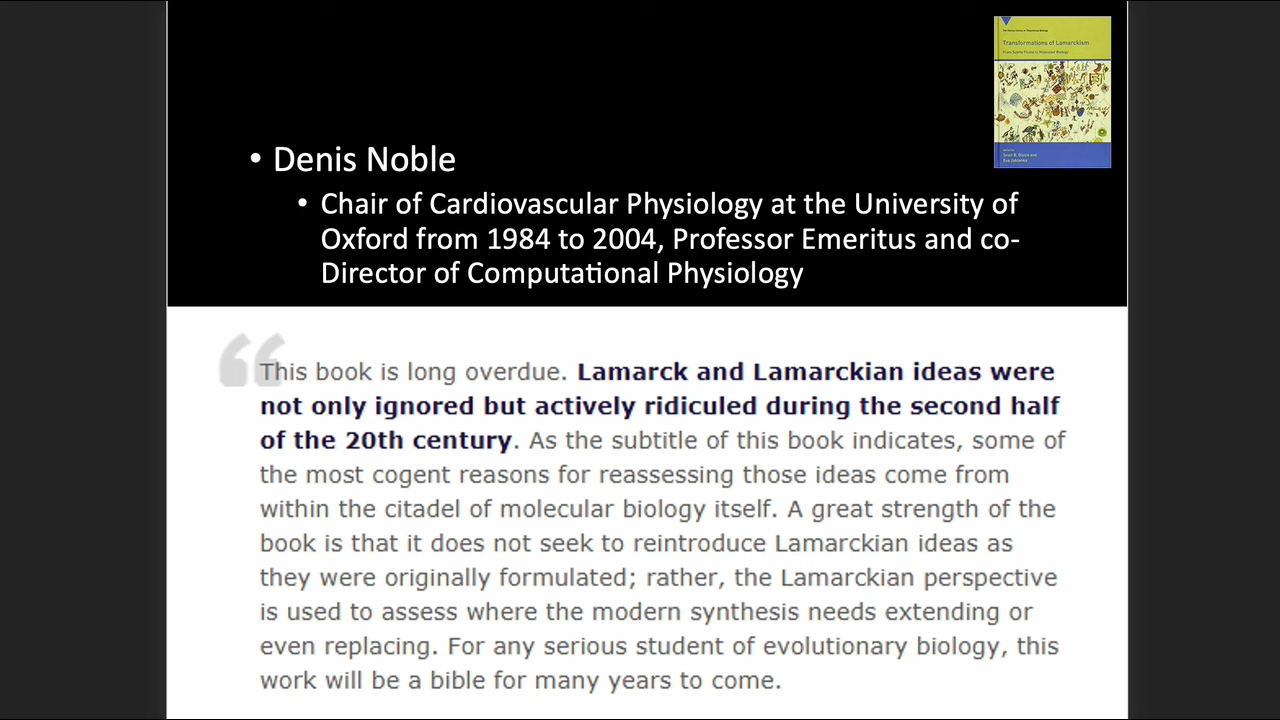 Transformations of Lamarckism
From Subtle Fluids to Molecular Biology
• Denis Noble
• Chair of Cardiovascular Physiology at the University of
Oxford from 1984 to 2004, Professor Emeritus and co-
Director of Computational Physiology
“
This book is long overdue. Lamarck and Lamarckian ideas were
not only ignored but actively ridiculed during the second half
of the 20th century. As the subtitle of this book indicates, some of
the most cogent reasons for reassessing those ideas come from
within the citadel of molecular biology itself. A great strength of the
book is that it does not seek to reintroduce Lamarckian ideas as
they were originally formulated; rather, the Lamarckian perspective
is used to assess where the modern synthesis needs extending or
even replacing. For any serious student of evolutionary biology, this
work will be a bible for many years to come.